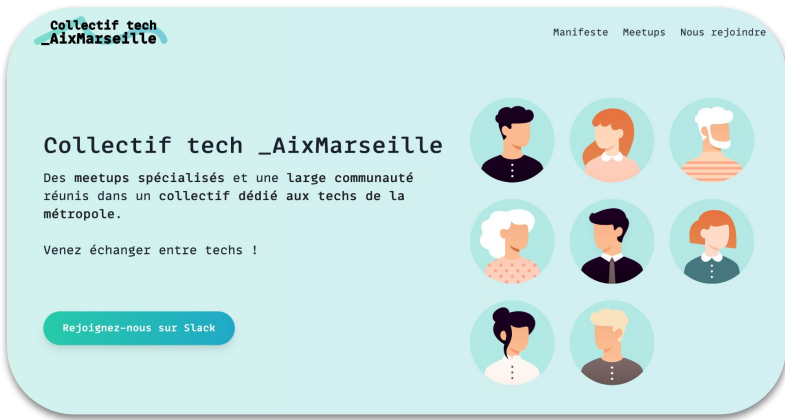 Collectif tech
_AixMarseille
Manifeste Meetups Nous rejoindre
Collectif tech _AixMarseille
Des meetups spécialisés et une large communauté
réunis dans un collectif dédié aux techs de la
métropole.
Venez échanger entre techs !
Rejoignez-nous sur Slack